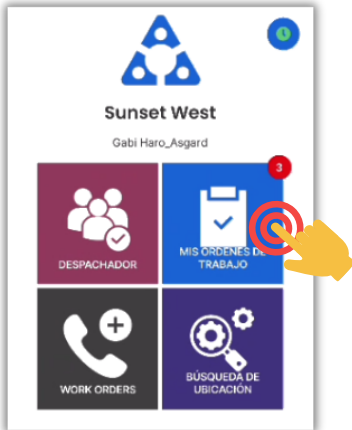 Sunset West
Gabi Haro_Asgard
3
DESPACHADOR
MIS ORDENES DE
TRABAJO
WORK ORDERS
BÚSQUEDA DE
UBICACIÓN